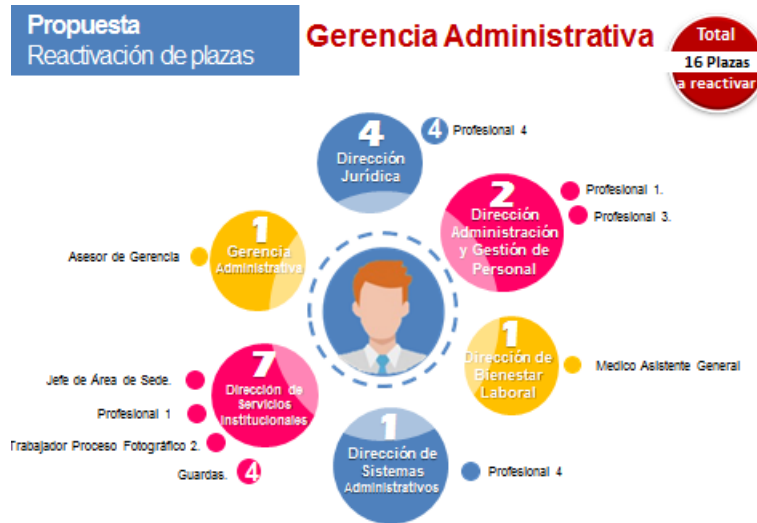 Propuesta
Reactivación de plazas
Gerencia Administrativa
Total
16 Plazas
a reactivar
4
Dirección
Jurídica
4 Profesional 4
2
Dirección
Administración
y Gestión de
Personal
Profesional 1.
Profesional 3.
1
Gerencia
Administrativa
Asesor de Gerencia
1
Dirección de
Bienestar
Laboral
Medico Asistente General
7
Dirección de
Servicios
Institucionales
Jefe de Área de Sede.
Profesional 1
Trabajador Proceso Fotográfico 2.
Guardas. 4
1
Dirección de
Sistemas
Administrativos
Profesional 4